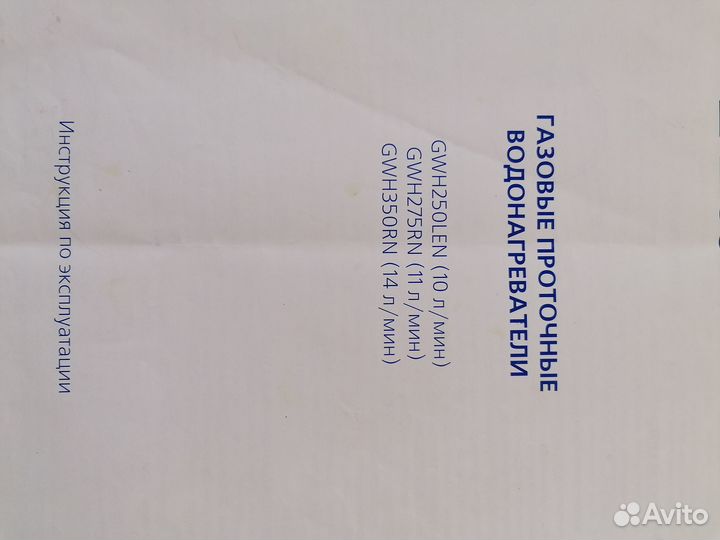 ГАЗОВЫЕ ПРОТОЧНЫЕ
ВОДОНАГРЕВАТЕЛИ
GWH250LEN (10 л/мин)
GWH275RN (11 л/мин)
GWH350RN (14 л/мин)
Инструкция по эксплуатации
Avito